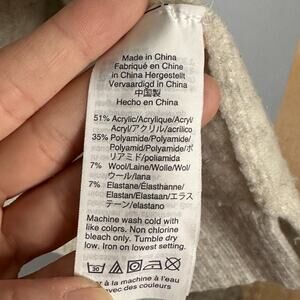 Made in China
Fabriqué en Chine
in China Hergestellt
Vervaardigd in China
中国製
Hecho en China
51% Acrylic/Acrylique/Acryl/
Acryl/アクリル/acrílico
35% Polyamide/Polyamide/
Polyamid/Polyamide/ポ
リアミド/poliamida
7% Wool/Laine/Wolle/Wol/
ウール/lana
7% Elastane/Élasthanne/
Elastan/Elastaan/エラス
テーン/elastano
Machine wash cold with
like colors. Non chlorine
bleach only. Tumble dry
low. Iron on lowest setting.
30
er à la machine à l'eau
avec des couleurs